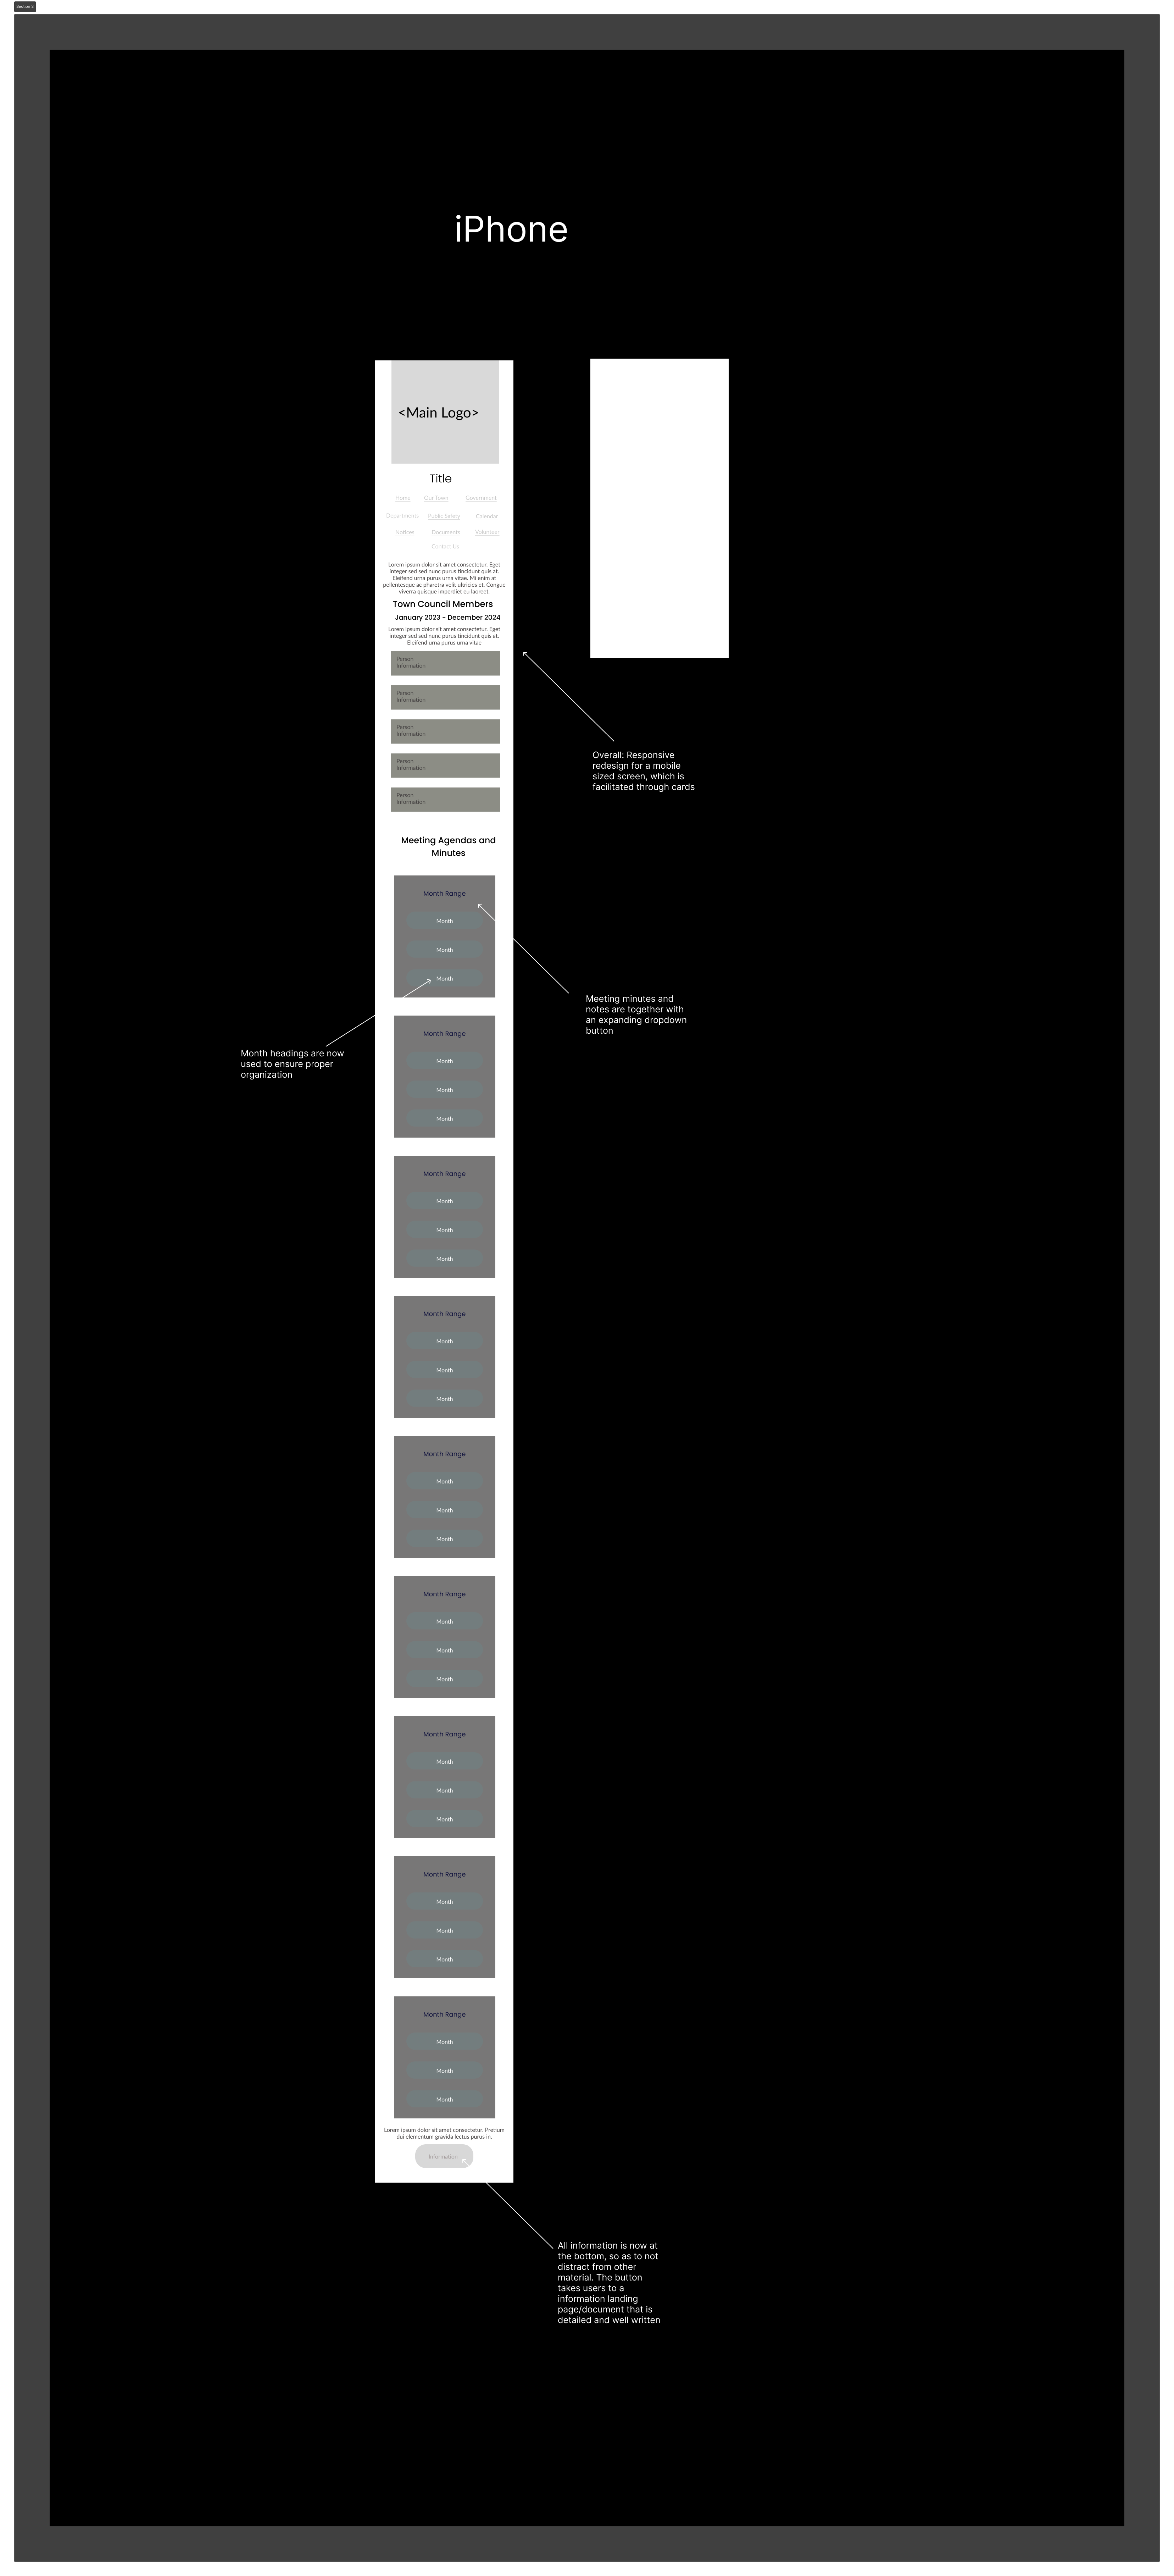 Section 3
iPhone
<Main Logo>
Title
Home Our Town Government
Departments Public Safety Calendar
Notices Documents Volunteer
Contact Us
Lorem ipsum dolor sit amet consectetur. Eget
integer sed sed nunc purus tincidunt quis at.
Eleifend urna purus urna vitae. Mi enim at
pellentesque ac pharetra velit ultricies et. Congue
viverra quisque imperdiet eu laoreet.
Town Council Members
January 2023 - December 2024
Lorem ipsum dolor sit amet consectetur. Eget
integer sed sed nunc purus tincidunt quis at.
Eleifend urna purus urna vitae
Person
Information
Person
Information
Person
Information
Person
Information
Person
Information
Overall: Responsive
redesign for a mobile
sized screen, which is
facilitated through cards
Meeting Agendas and
Minutes
Month Range
Month
Month
Month
Meeting minutes and
notes are together with
an expanding dropdown
button
Month headings are now
used to ensure proper
organization
Month Range
Month
Month
Month
Month Range
Month
Month
Month
Month Range
Month
Month
Month
Month Range
Month
Month
Month
Month Range
Month
Month
Month
Month Range
Month
Month
Month
Month Range
Month
Month
Month
Month Range
Month
Month
Month
Lorem ipsum dolor sit amet consectetur. Pretium
dui elementum gravida lectus purus in.
Information
All information is now at
the bottom, so as to not
distract from other
material. The button
takes users to a
information landing
page/document that is
detailed and well written